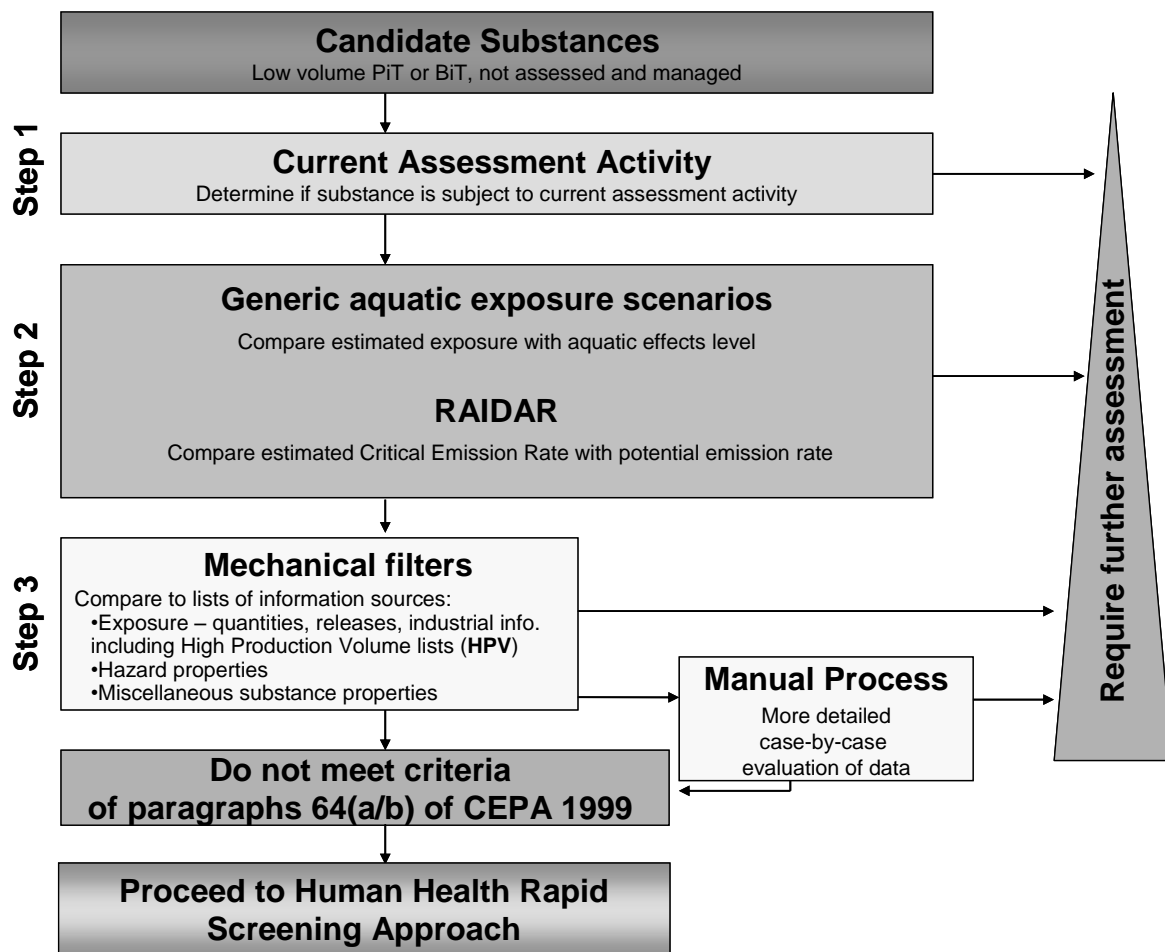 Candidate Substances
Low volume PiT or BiT, not assessed and managed
Step 1
Current Assessment Activity
Determine if substance is subject to current assessment activity
Step 2
Generic aquatic exposure scenarios
Compare estimated exposure with aquatic effects level
RAIDAR
Compare estimated Critical Emission Rate with potential emission rate
Step 3
Mechanical filters
Compare to lists of information sources:
•Exposure – quantities, releases, industrial info.
including High Production Volume lists (HPV)
•Hazard properties
•Miscellaneous substance properties
Manual Process
More detailed
case-by-case
evaluation of data
Require further assessment
Do not meet criteria
of paragraphs 64(a/b) of CEPA 1999
Proceed to Human Health Rapid
Screening Approach